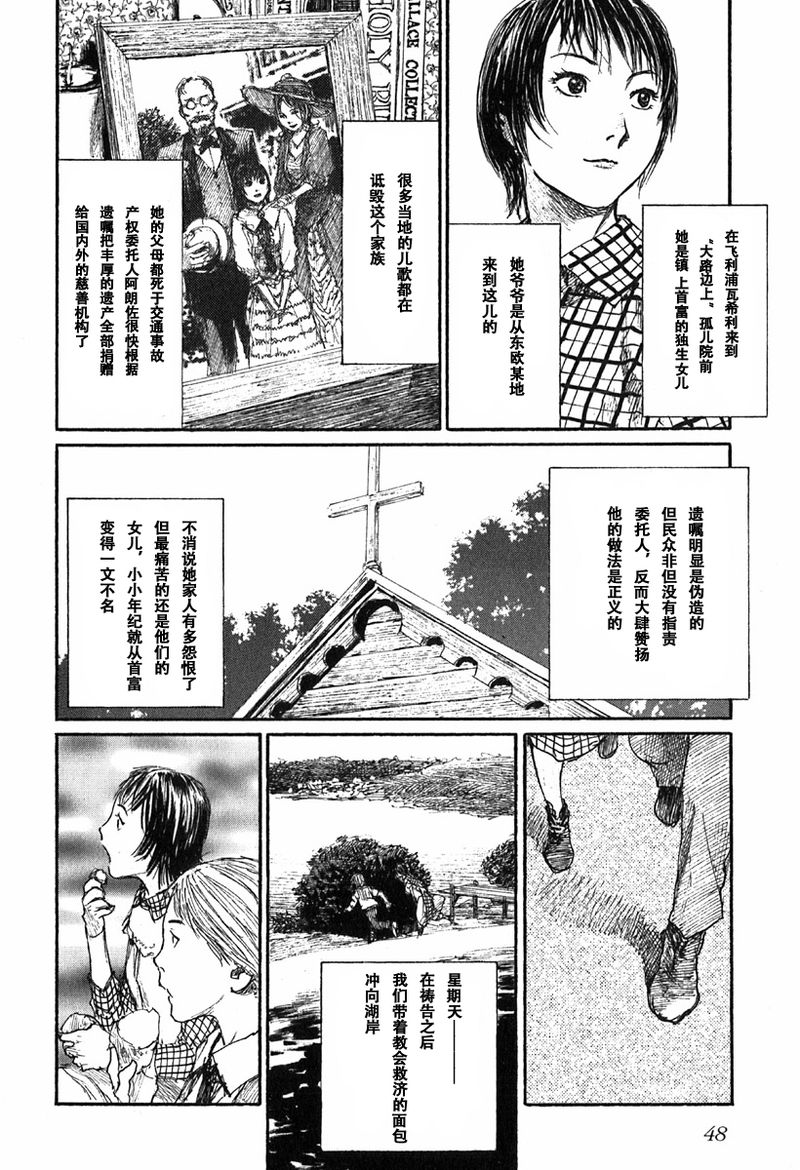 在飞利浦瓦希利来到
“大路边上”孤儿院前
她是镇上首富的独生女儿
她爷爷是从东欧某地
来到这儿的
很多当地的儿歌都在
诋毁这个家族
她的父母都死于交通事故
产权委托人阿朗佐很快根据
遗嘱把丰厚的遗产全部捐赠
给国内外的慈善机构了
HOLY
WALLACE COLLECT
遗嘱明显是伪造的
但民众非但没有指责
委托人，反而大肆赞扬
他的做法是正义的
不消说她家人有多怨恨了
但最痛苦的还是他们的
女儿，小小年纪就从首富
变得一文不名
星期天——
在祷告之后
我们带着教会救济的面包
冲向湖岸
48